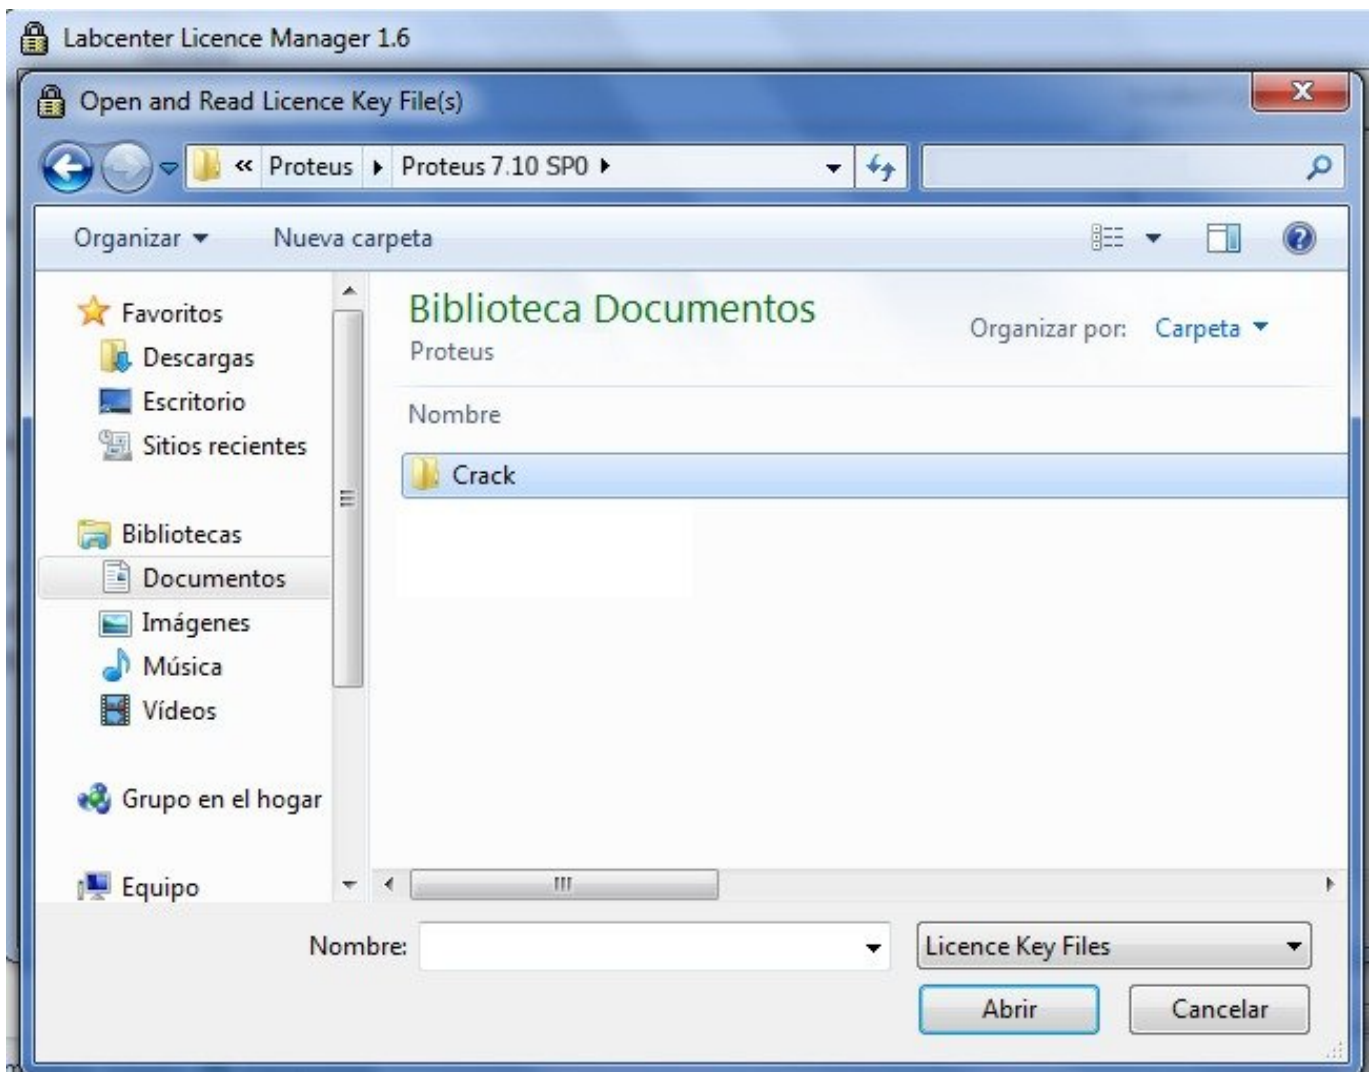 Labcenter Licence Manager 1.6
Open and Read Licence Key File(s)
« Proteus Proteus 7.10 SP0
Organizar Nueva carpeta
Favoritos
Descargas
Escritorio
Sitios recientes
Bibliotecas
Documentos
Imágenes
Música
Vídeos
Grupo en el hogar
Equipo
Biblioteca Documentos
Proteus
Organizar por: Carpeta
Nombre
Crack
Nombre:
Licence Key Files
Abrir Cancelar